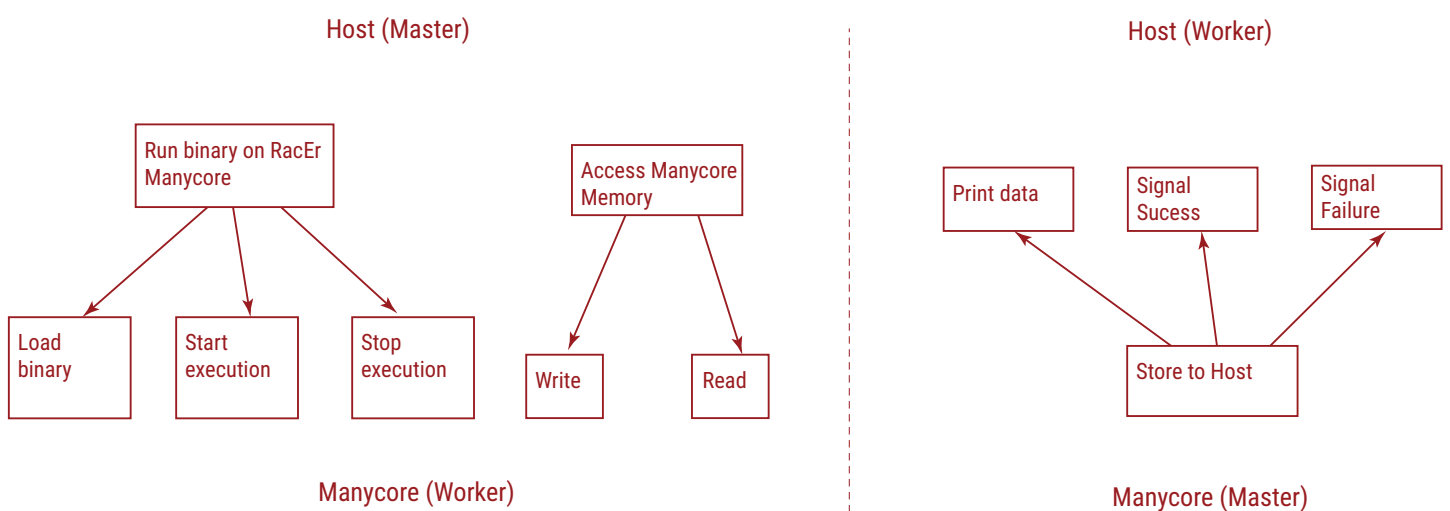 Host (Master)
Host (Worker)
Run binary on RacEr
Manycore
Access Manycore
Memory
Print data
Signal
Sucess
Signal
Failure
Load
binary
Start
execution
Stop
execution
Write
Read
Store to Host
Manycore (Worker)
Manycore (Master)